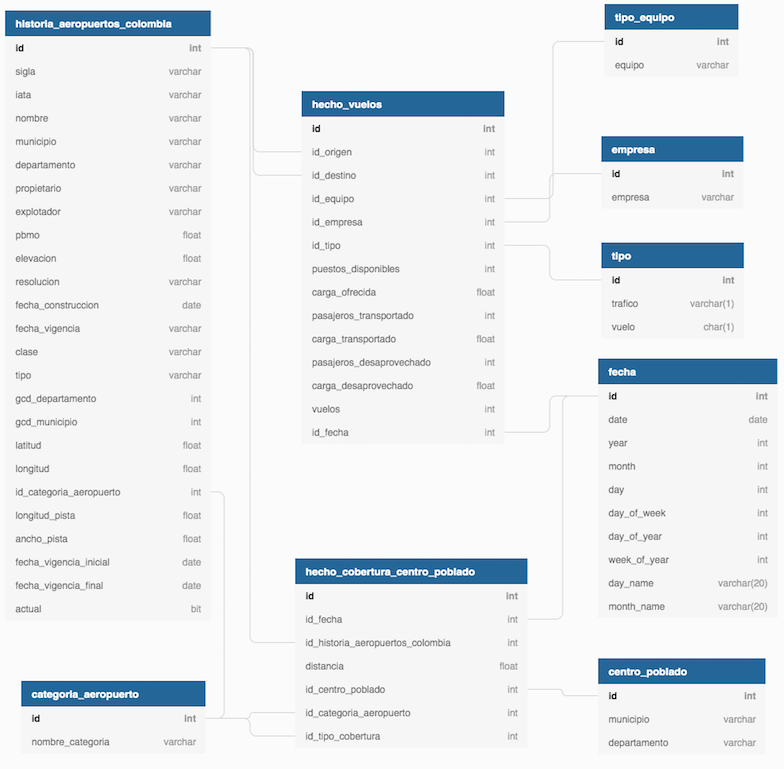 historia_aeropuertos_colombia
id int
sigla varchar
iata varchar
nombre varchar
municipio varchar
departamento varchar
propietario varchar
explotador varchar
pbmo float
elevacion float
resolucion varchar
fecha_construccion date
fecha_vigencia varchar
clase varchar
tipo varchar
gcd_departamento int
gcd_municipio int
latitud float
longitud float
id_categoria_aeropuerto int
longitud_pista float
ancho_pista float
fecha_vigencia_inicial date
fecha_vigencia_final date
actual bit
categoria_aeropuerto
id int
nombre_categoria varchar
hecho_vuelos
id int
id_origen int
id_destino int
id_equipo int
id_empresa int
id_tipo int
puestos_disponibles int
carga_ofrecida float
pasajeros_transportado int
carga_transportado float
pasajeros_desaprovechado int
carga_desaprovechado float
vuelos int
id_fecha int
hecho_cobertura_centro_poblado
id int
id_fecha int
id_historia_aeropuertos_colombia int
distancia float
id_centro_poblado int
id_categoria_aeropuerto int
id_tipo_cobertura int
tipo_equipo
id int
equipo varchar
empresa
id int
empresa varchar
tipo
id int
trafico varchar(1)
vuelo char(1)
fecha
id int
date date
year int
month int
day int
day_of_week int
day_of_year int
week_of_year int
day_name varchar(20)
month_name varchar(20)
centro_poblado
id int
municipio varchar
departamento varchar